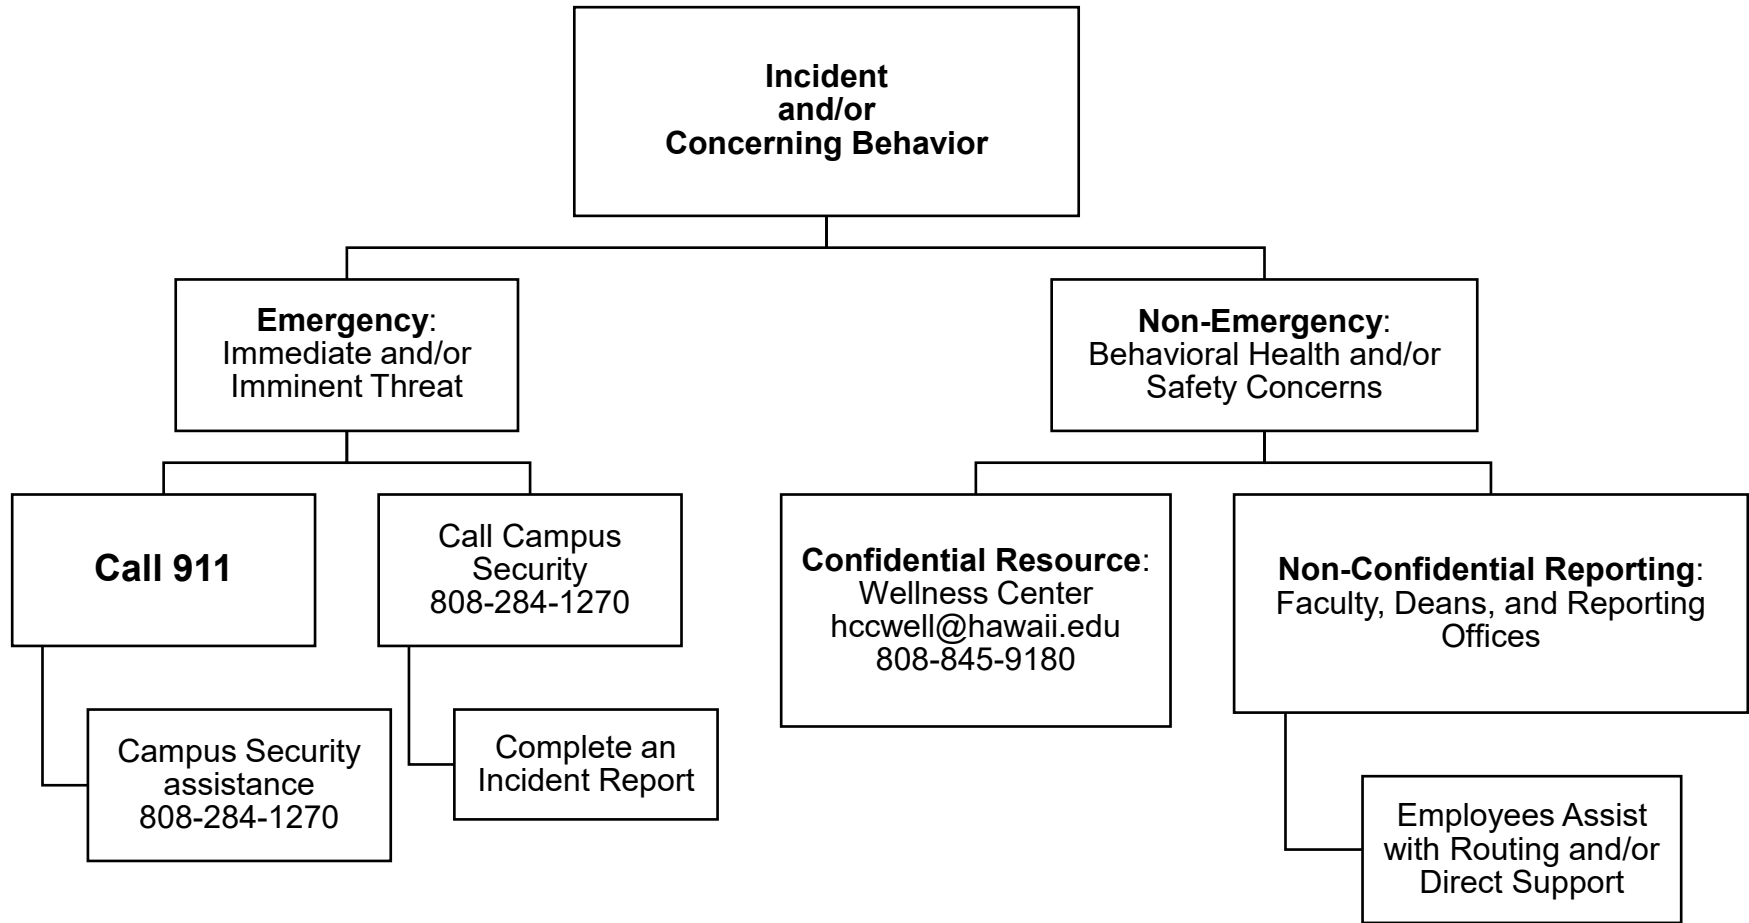 Incident
and/or
Concerning Behavior
Emergency:
Immediate and/or
Imminent Threat
Non-Emergency:
Behavioral Health and/or
Safety Concerns
Call 911
Call Campus
Security
808-284-1270
Confidential Resource:
Wellness Center
hccwell@hawaii.edu
808-845-9180
Non-Confidential Reporting:
Faculty, Deans, and Reporting
Offices
Campus Security
assistance
808-284-1270
Complete an
Incident Report
Employees Assist
with Routing and/or
Direct Support